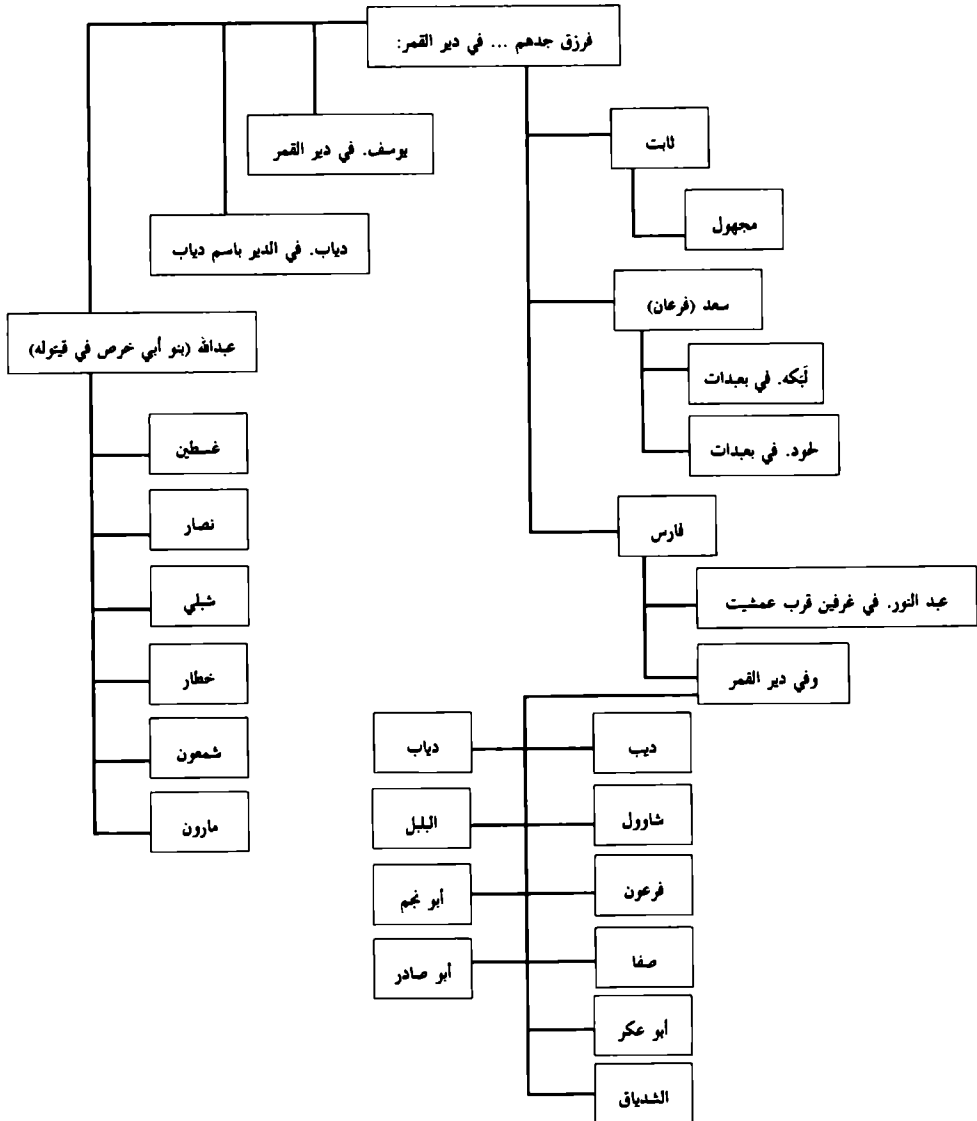 فرزق جدهم ... في دير القمر:
ثابت
مجهول
سعد (فرعان)
لَبَكه. في بعبدات
لحود. في بعبدات
فارس
عبد النور. في غرفين قرب عمشيت
وفي دير القمر
ديب
دياب
شاوول
البلبل
فرعون
أبو نجم
صفا
أبو صادر
أبو عكر
الشدياق
يوسف. في دير القمر
دياب. في الدير باسم دياب
عبدالله (بنو أبي خرص في قيتوله)
غسطين
نصار
شبلي
خطار
شمعون
مارون